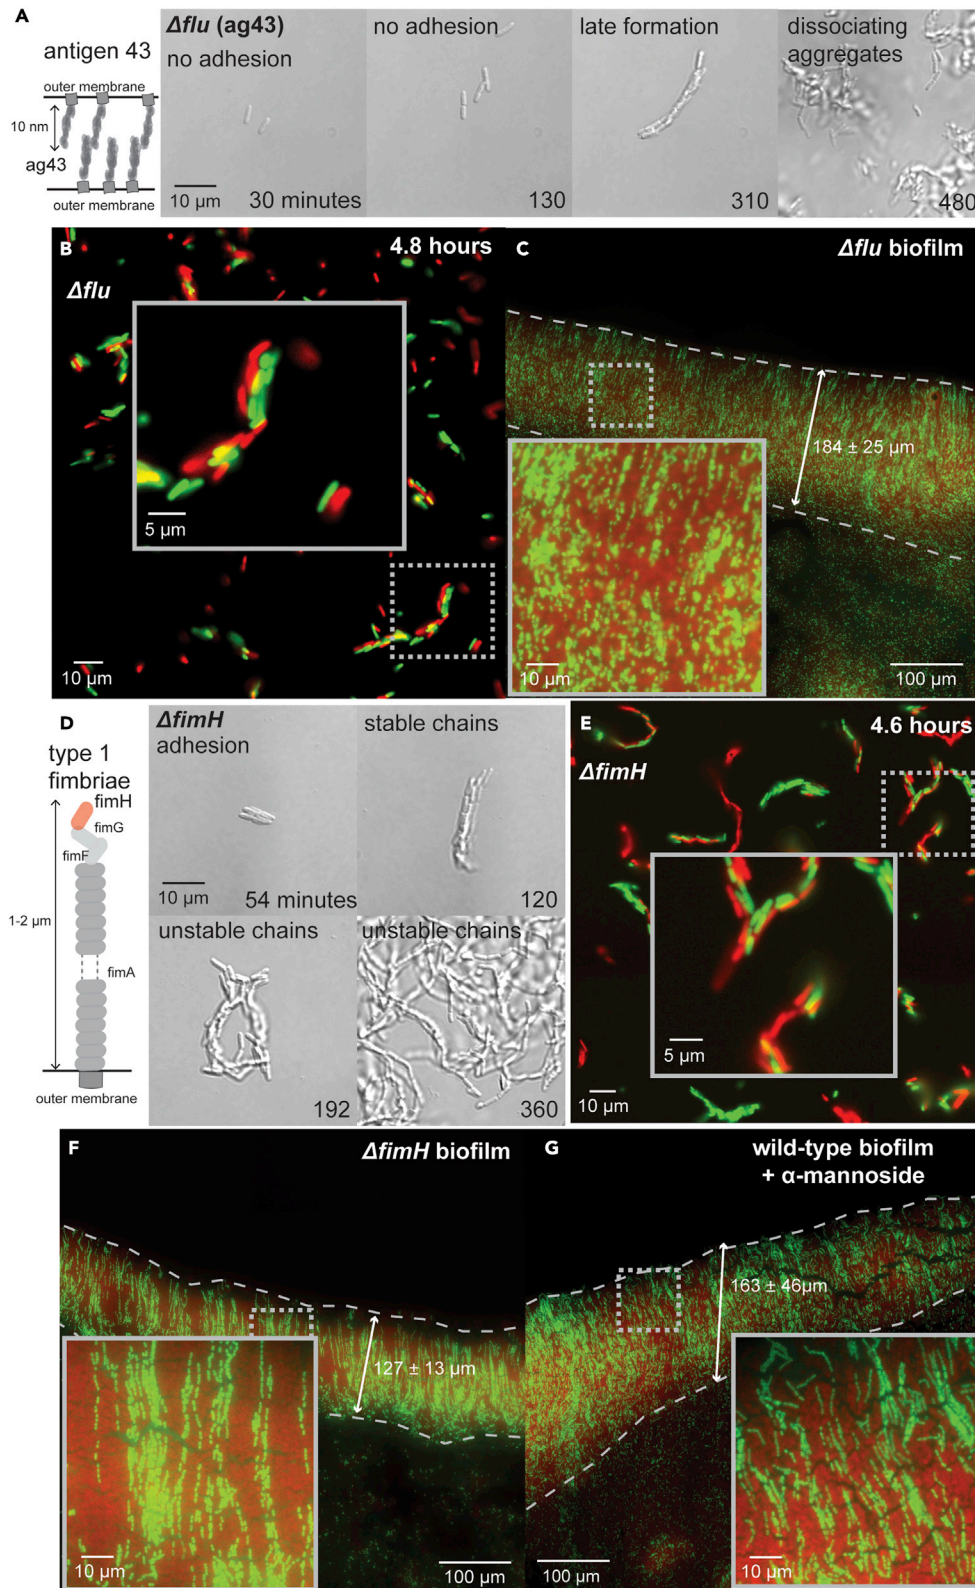 A
antigen 43
outer membrane
10 nm
ag43
outer membrane
Δflu (ag43)
no adhesion
10 µm
30 minutes
no adhesion
130
late formation
310
dissociating
aggregates
480
B
4.8 hours
Δflu
5 µm
10 µm
C
Δflu biofilm
184 ± 25 µm
10 µm
100 µm
D
type 1
fimbriae
fimH
fimG
fimF
1-2 µm
fimA
outer membrane
ΔfimH
adhesion
10 µm
54 minutes
stable chains
120
unstable chains
192
unstable chains
360
E
4.6 hours
ΔfimH
5 µm
10 µm
F
ΔfimH biofilm
127 ± 13 µm
10 µm
100 µm
G
wild-type biofilm
+ α-mannoside
163 ± 46µm
100 µm
10 µm